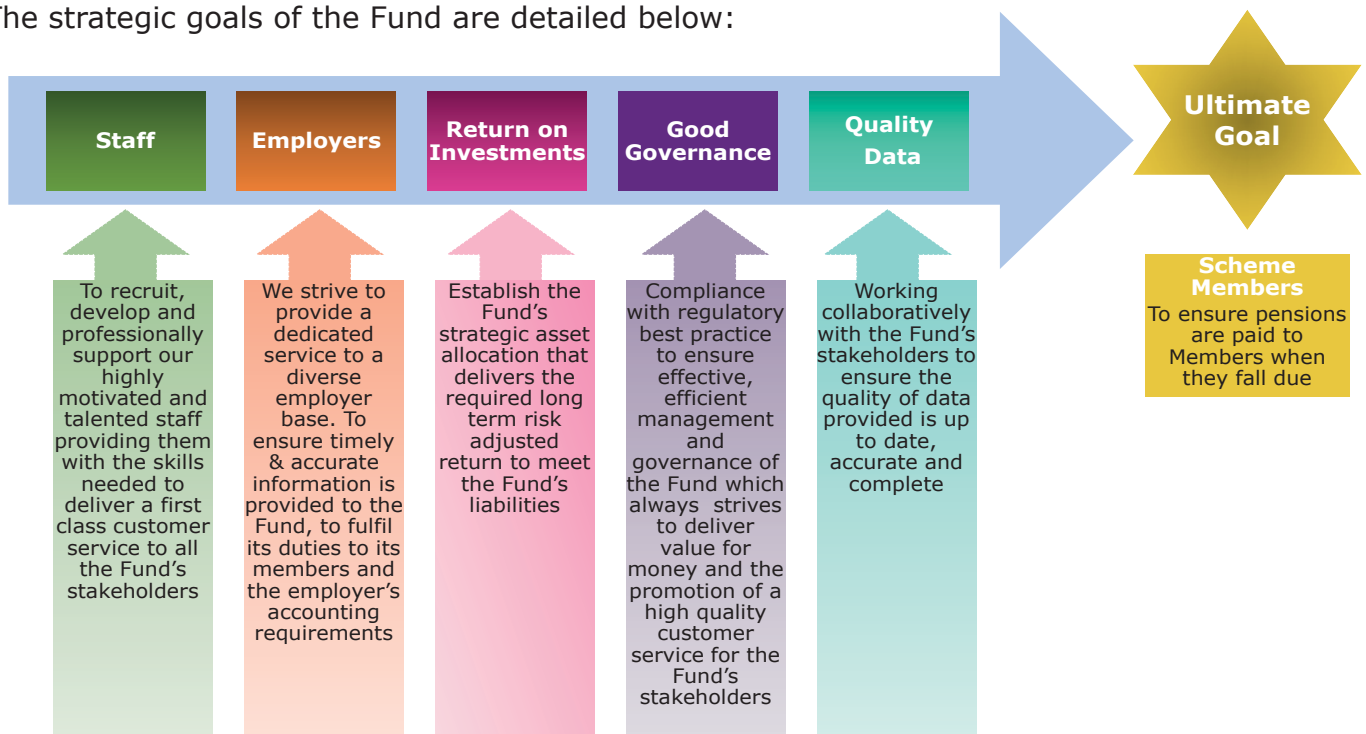 The strategic goals of the Fund are detailed below:
Staff
Employers
Return on
Investments
Good
Governance
Quality
Data
Ultimate
Goal
To recruit,
develop and
professionally
support our
highly
motivated and
talented staff
providing them
with the skills
needed to
deliver a first
class customer
service to all
the Fund's
stakeholders
We strive to
provide a
dedicated
service to a
diverse
employer
base. To
ensure timely
& accurate
information is
provided to the
Fund, to fulfil
its duties to its
members and
the employer's
accounting
requirements
Establish the
Fund's
strategic asset
allocation that
delivers the
required long
term risk
adjusted
return to meet
the Fund's
liabilities
Compliance
with regulatory
best practice
to ensure
effective,
efficient
management
and
governance of
the Fund which
always strives
to deliver
value for
money and the
promotion of a
high quality
customer
service for the
Fund's
stakeholders
Working
collaboratively
with the Fund's
stakeholders to
ensure the
quality of data
provided is up
to date,
accurate and
complete
Scheme
Members
To ensure pensions
are paid to
Members when
they fall due